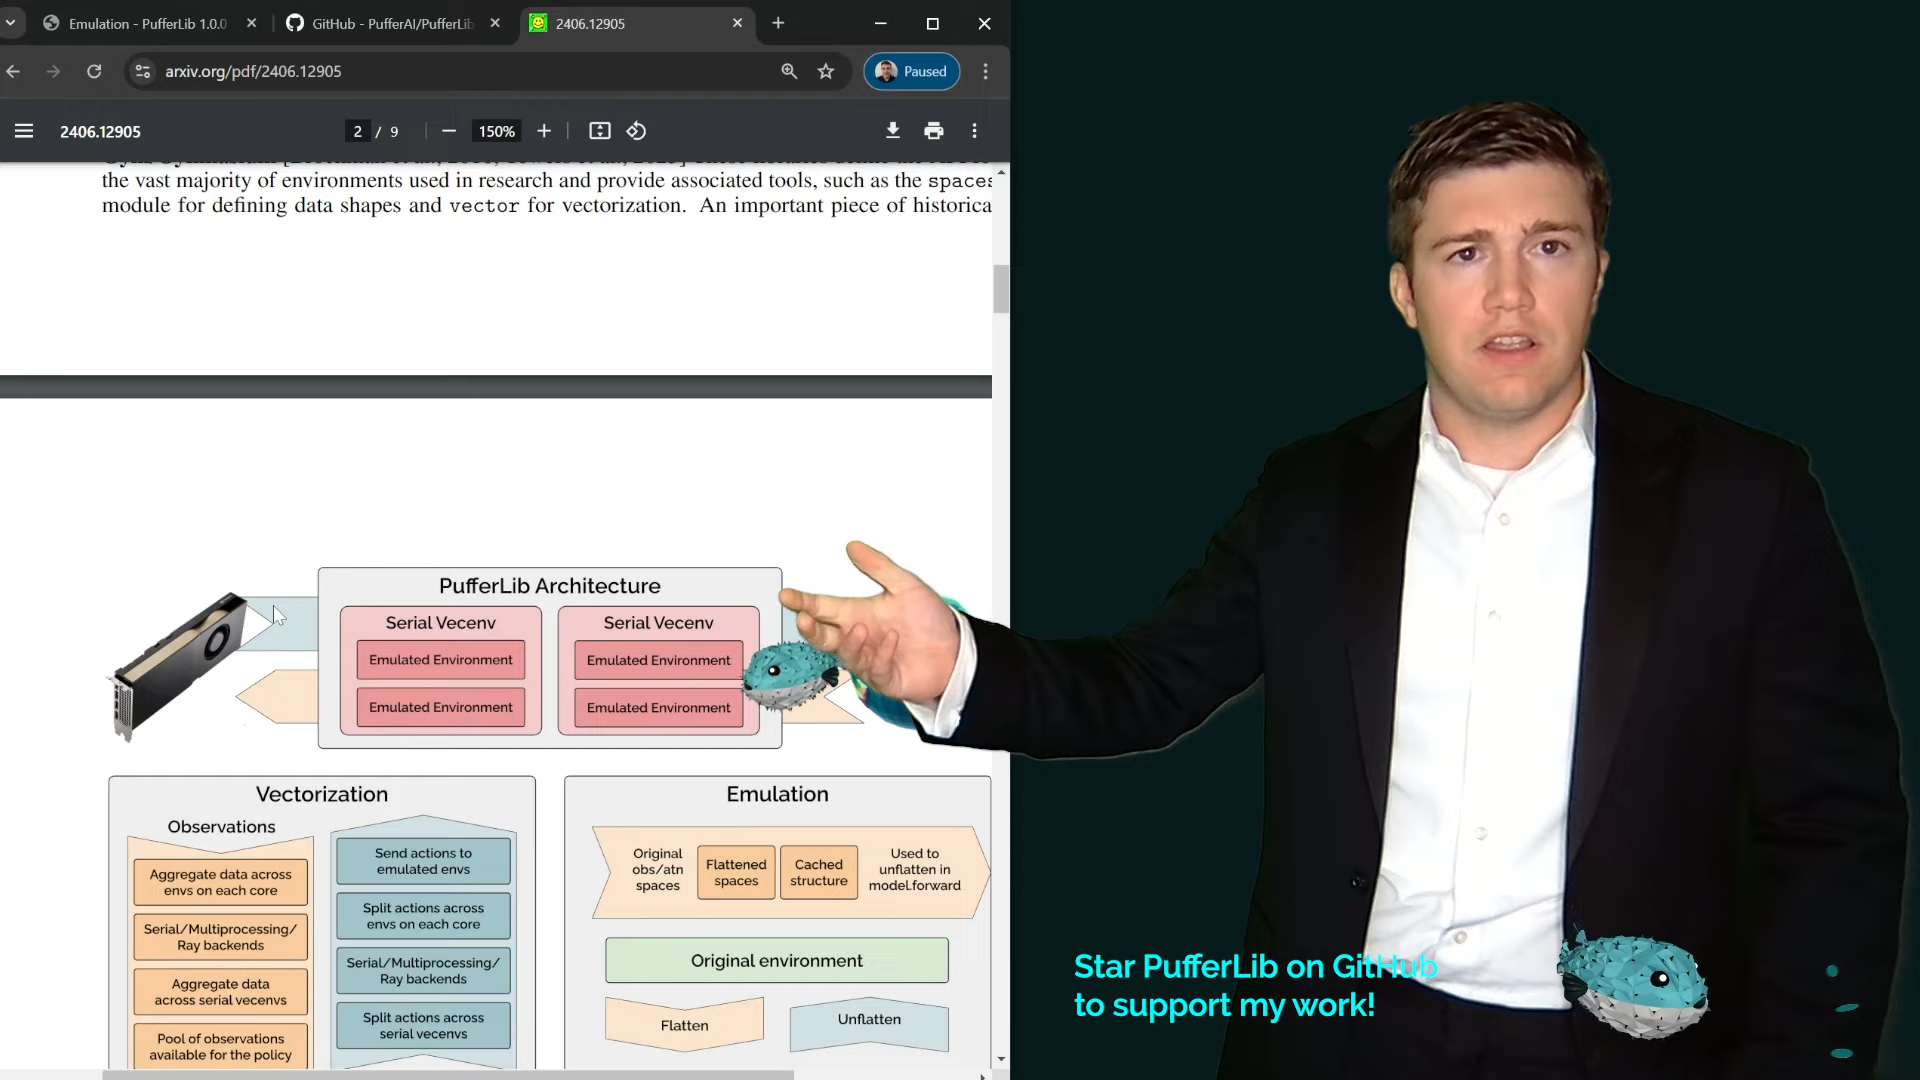 Emulation - PufferLib 1.0.0
GitHub - PufferAI/PufferLib
2406.12905
arxiv.org/pdf/2406.12905
Paused
2406.12905
2 / 9
150%
the vast majority of environments used in research and provide associated tools, such as the spaces
module for defining data shapes and vector for vectorization. An important piece of historica
PufferLib Architecture
Serial Vecenv
Emulated Environment
Emulated Environment
Serial Vecenv
Emulated Environment
Emulated Environment
Vectorization
Observations
Aggregate data across
envs on each core
Serial/Multiprocessing/
Ray backends
Aggregate data
across serial vecenvs
Pool of observations
available for the policy
Send actions to
emulated envs
Split actions across
envs on each core
Serial/Multiprocessing/
Ray backends
Split actions across
serial vecenvs
Emulation
Original
obs/atn
spaces
Flattened
spaces
Cached
structure
Used to
unflatten in
model.forward
Original environment
Flatten
Unflatten
Star PufferLib on GitHub
to support my work!